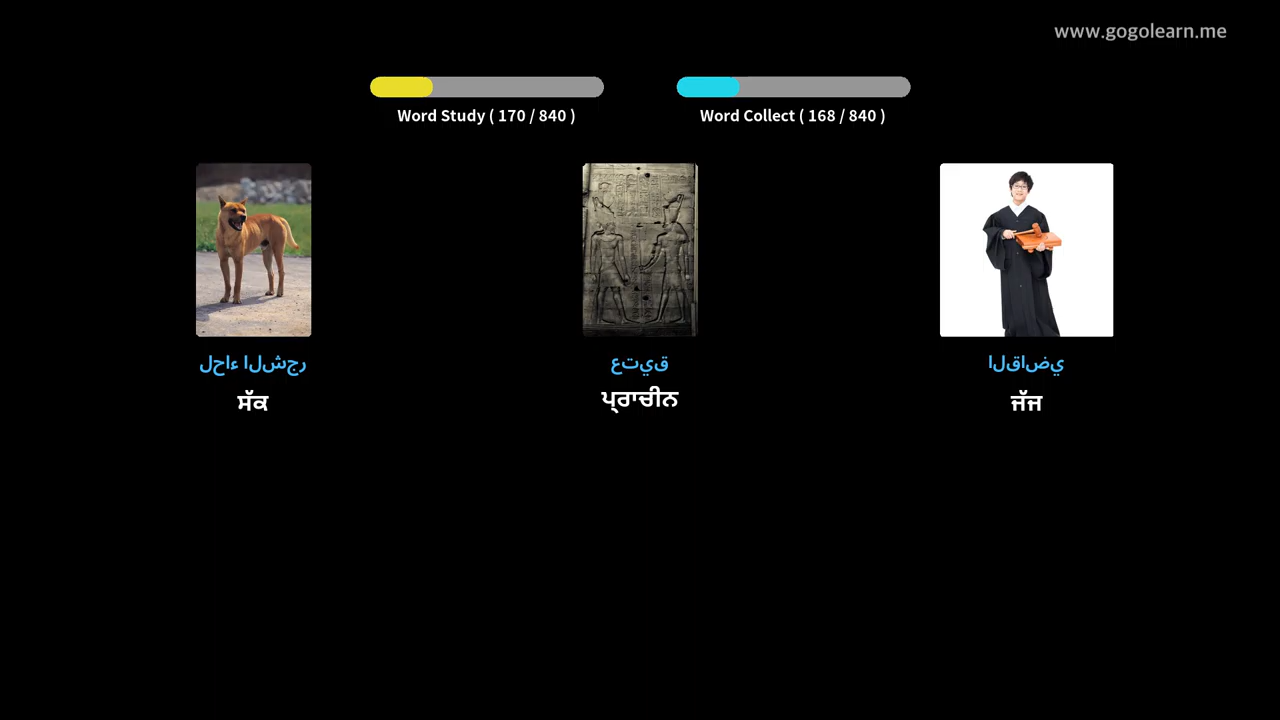 www.gogolearn.me
Word Study ( 170 / 840 )
Word Collect ( 168 / 840 )
لحاء الشجر
عتيق
القاضي
ਸੱਕ
ਪ੍ਰਾਚੀਨ
ਜੱਜ